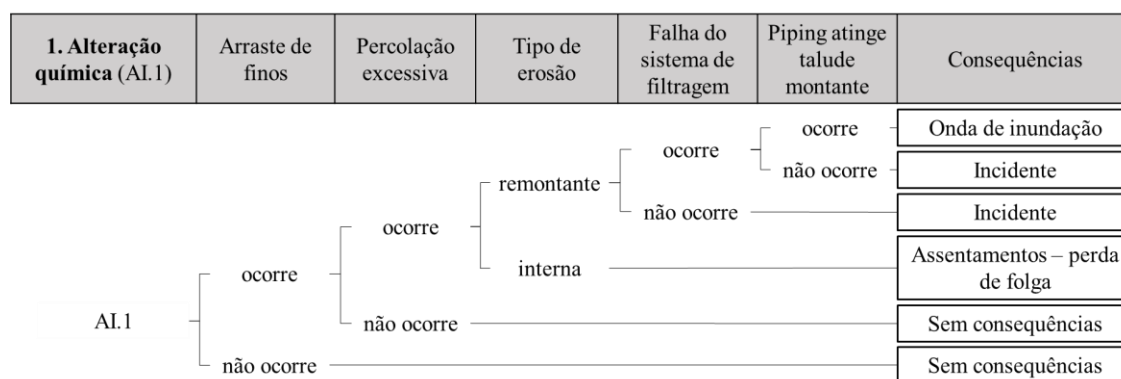 1. Alteração
química (AI.1)
Arraste de
finos
Percolação
excessiva
Tipo de
erosão
Falha do
sistema de
filtragem
Piping atinge
talude
montante
Consequências
ocorre
Onda de inundação
ocorre
não ocorre
Incidente
remontante
não ocorre
Incidente
ocorre
interna
Assentamentos – perda
de folga
ocorre
AI.1
não ocorre
Sem consequências
não ocorre
Sem consequências